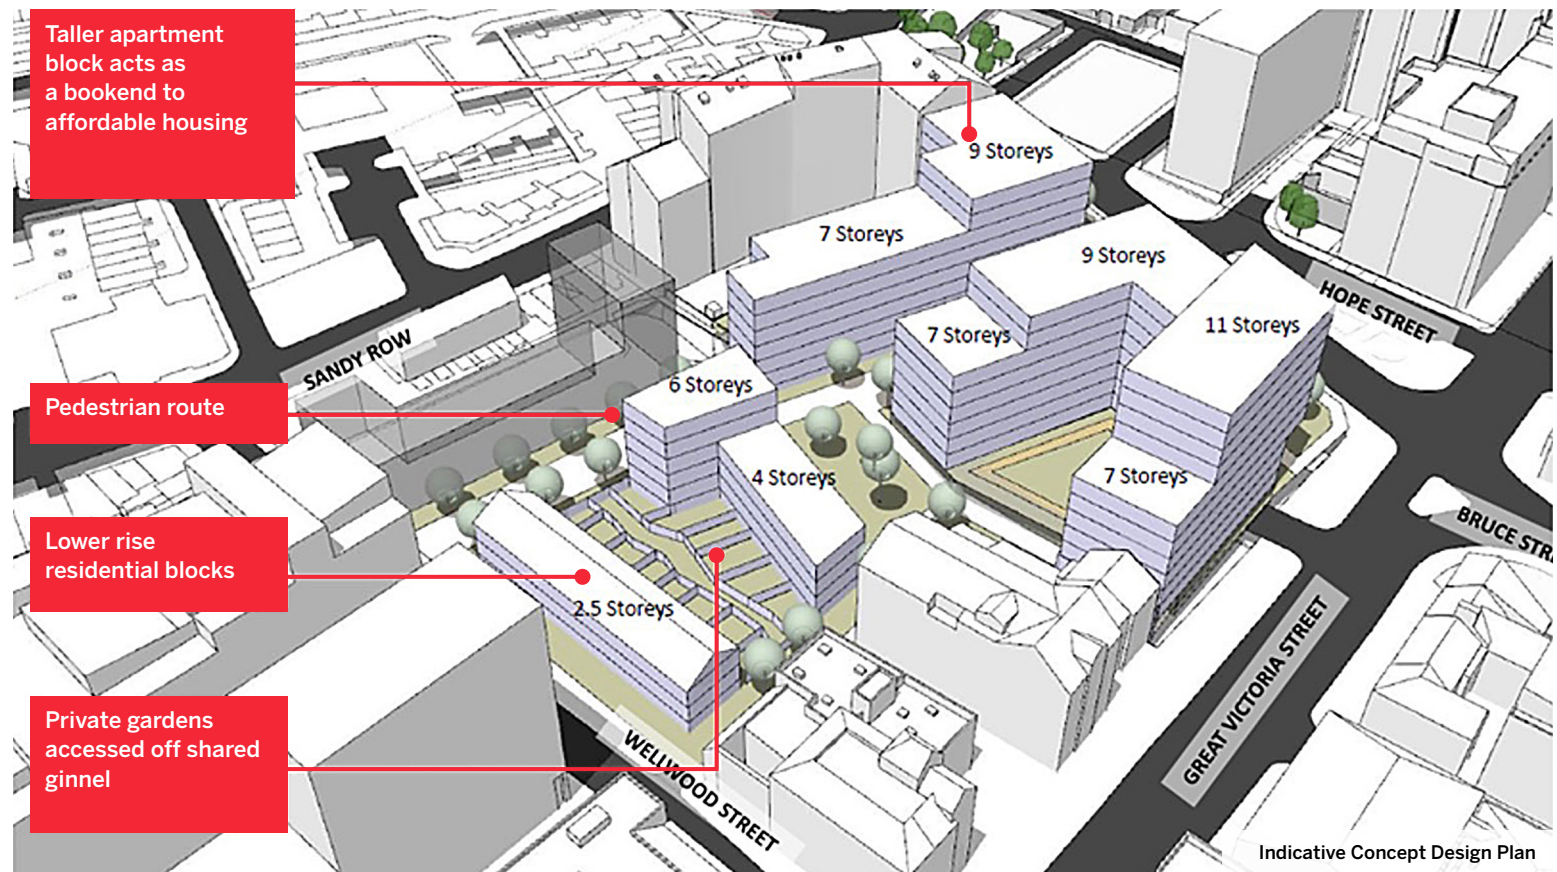 Taller apartment
block acts as
a bookend to
affordable housing
9 Storeys
7 Storeys
9 Storeys
HOPE STREET
11 Storeys
7 Storeys
SANDY ROW
6 Storeys
Pedestrian route
4 Storeys
7 Storeys
BRUCE STR
Lower rise
residential blocks
2.5 Storeys
GREAT VICTORIA STREET
Private gardens
accessed off shared
ginnel
WELLWOOD STREET
Indicative Concept Design Plan